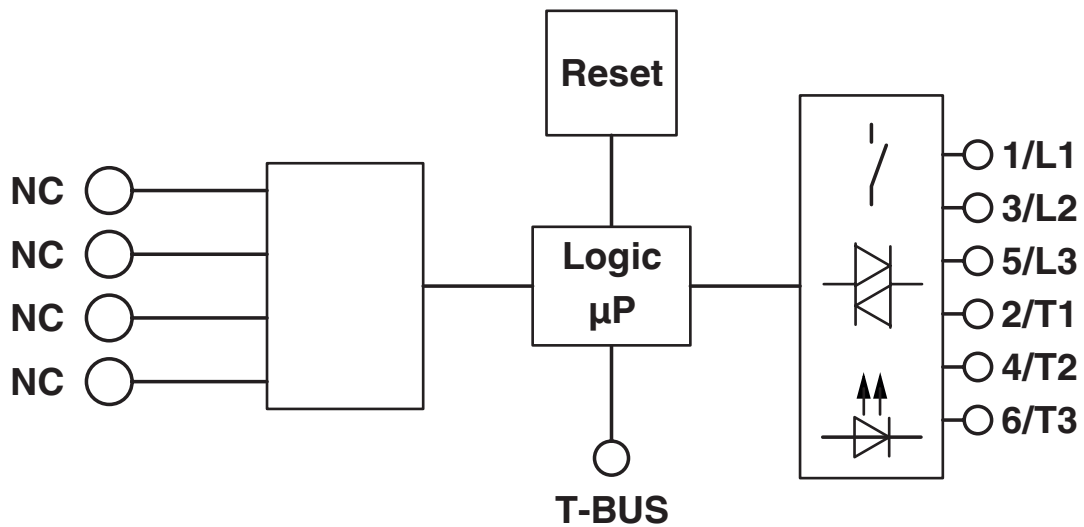 Reset
NC
NC
NC
NC
Logic
µP
T-BUS
1/L1
3/L2
5/L3
2/T1
4/T2
6/T3